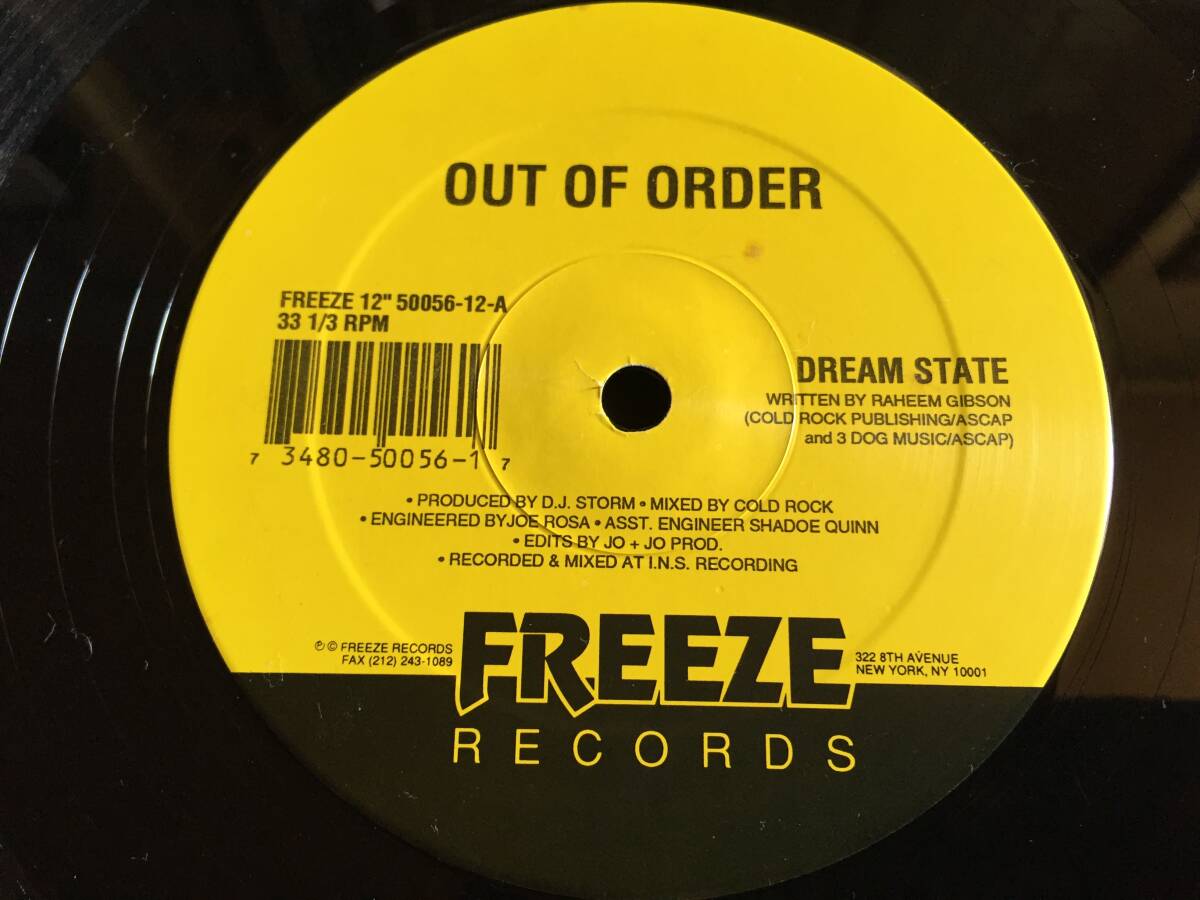 OUT OF ORDER
FREEZE 12" 50056-12-A
33 1/3 RPM
7 3480-50056-1 7
DREAM STATE
WRITTEN BY RAHEEM GIBSON
(COLD ROCK PUBLISHING/ASCAP
and 3 DOG MUSIC/ASCAP)
• PRODUCED BY D.J. STORM • MIXED BY COLD ROCK
• ENGINEERED BY JOE ROSA • ASST. ENGINEER SHADOE QUINN
• EDITS BY JO + JO PROD.
• RECORDED & MIXED AT I.N.S. RECORDING
℗ © FREEZE RECORDS
FAX (212) 243-1089
FREEZE
RECORDS
322 8TH AVENUE
NEW YORK, NY 10001